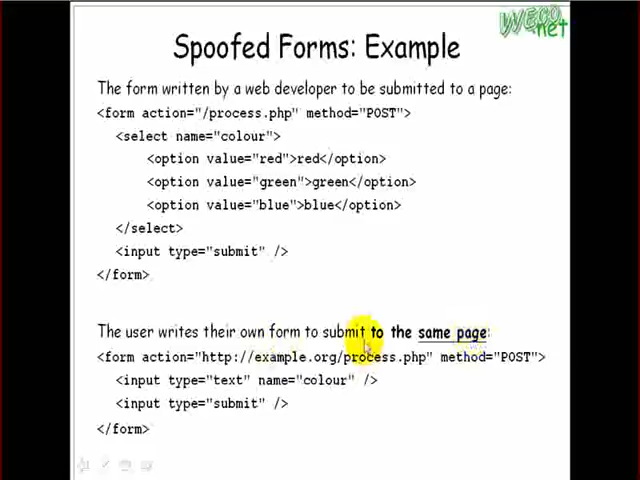 WECO
net
Spoofed Forms: Example
The form written by a web developer to be submitted to a page:
<form action="/process.php" method="POST">
<select name="colour">
<option value="red">red</option>
<option value="green">green</option>
<option value="blue">blue</option>
</select>
<input type="submit" />
</form>
The user writes their own form to submit to the same page:
<form action="http://example.org/process.php" method="POST">
<input type="text" name="colour" />
<input type="submit" />
</form>